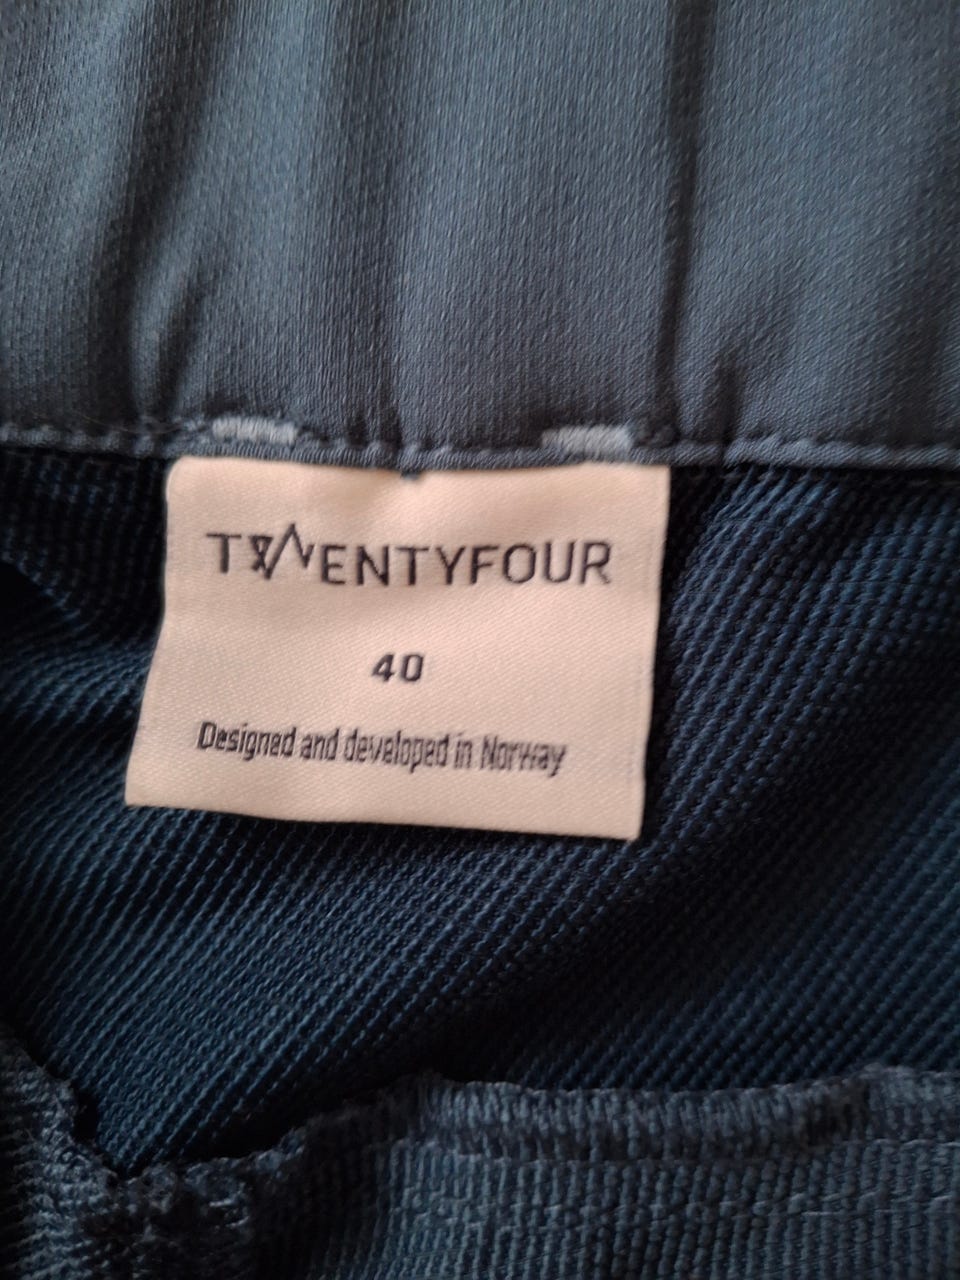 TWENTYFOUR
40
Designed and developed in Norway